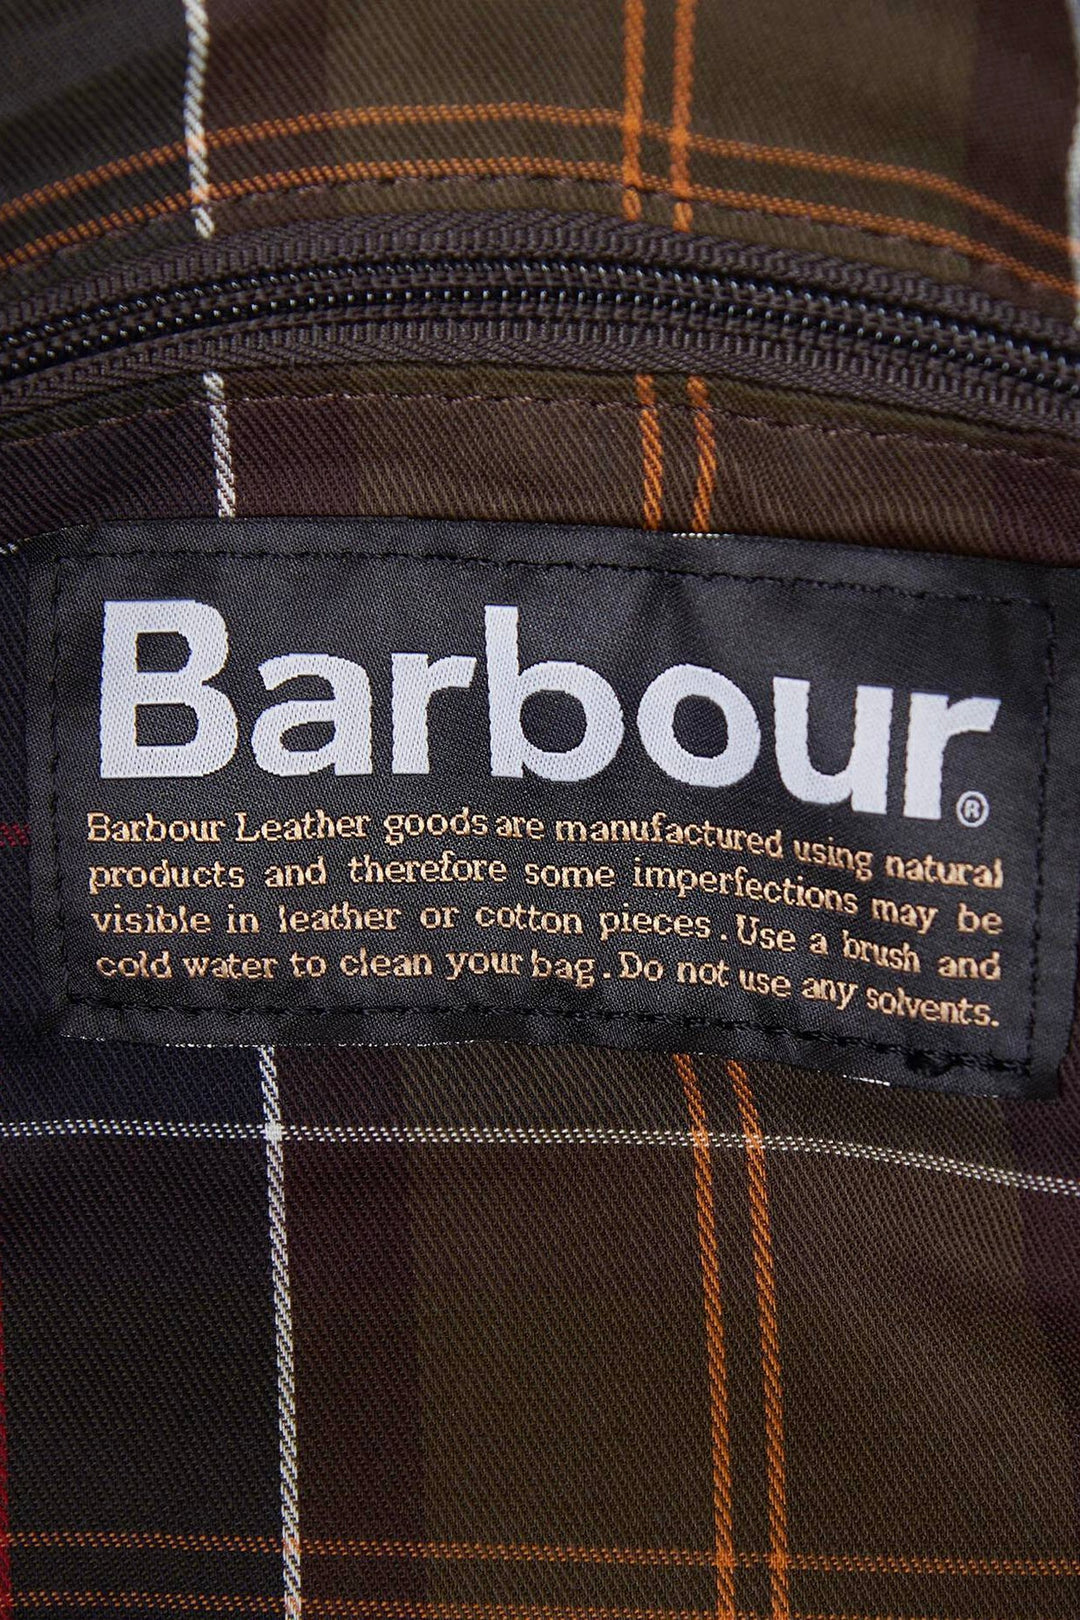 Barbour®
Barbour Leather goods are manufactured using natural
products and therefore some imperfections may be
visible in leather or cotton pieces. Use a brush and
cold water to clean your bag. Do not use any solvents.